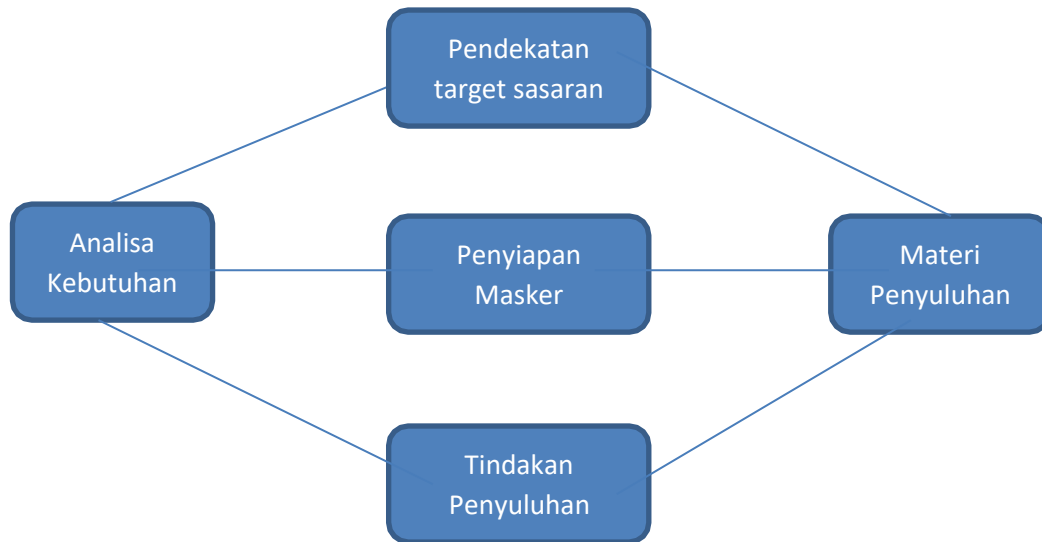 Pendekatan
target sasaran
Analisa
Kebutuhan
Penyiapan
Masker
Materi
Penyuluhan
Tindakan
Penyuluhan